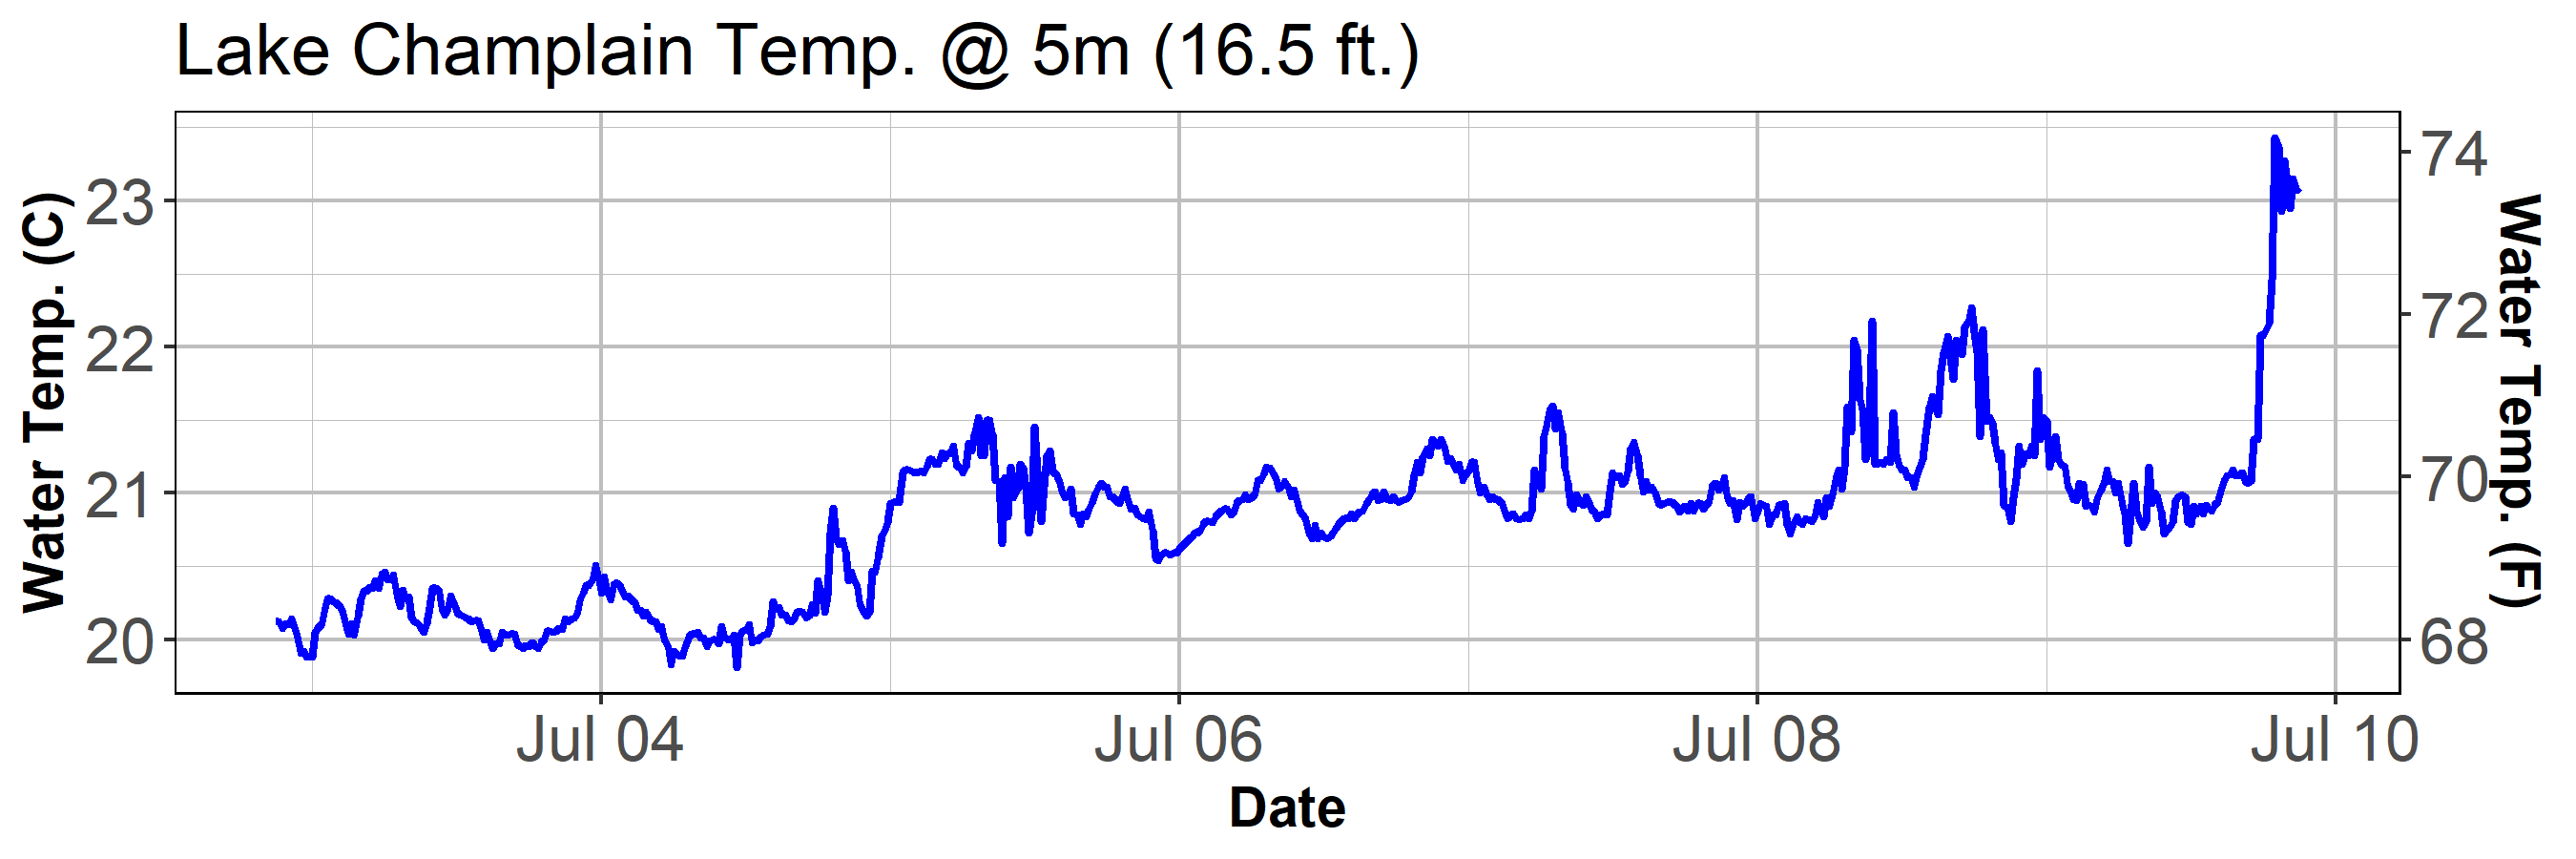 Lake Champlain Temp. @ 5m (16.5 ft.)
Water Temp. (C)
23
22
21
20
74
72
70
68
Water Temp. (F)
Jul 04 Jul 06 Jul 08 Jul 10
Date